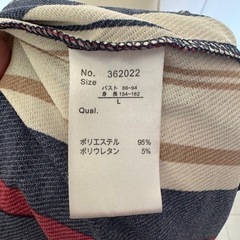 No. 362022
Size
バスト 86-94
身 長 154-162
L
Qual.
ポリエステル 95%
ポリウレタン 5%